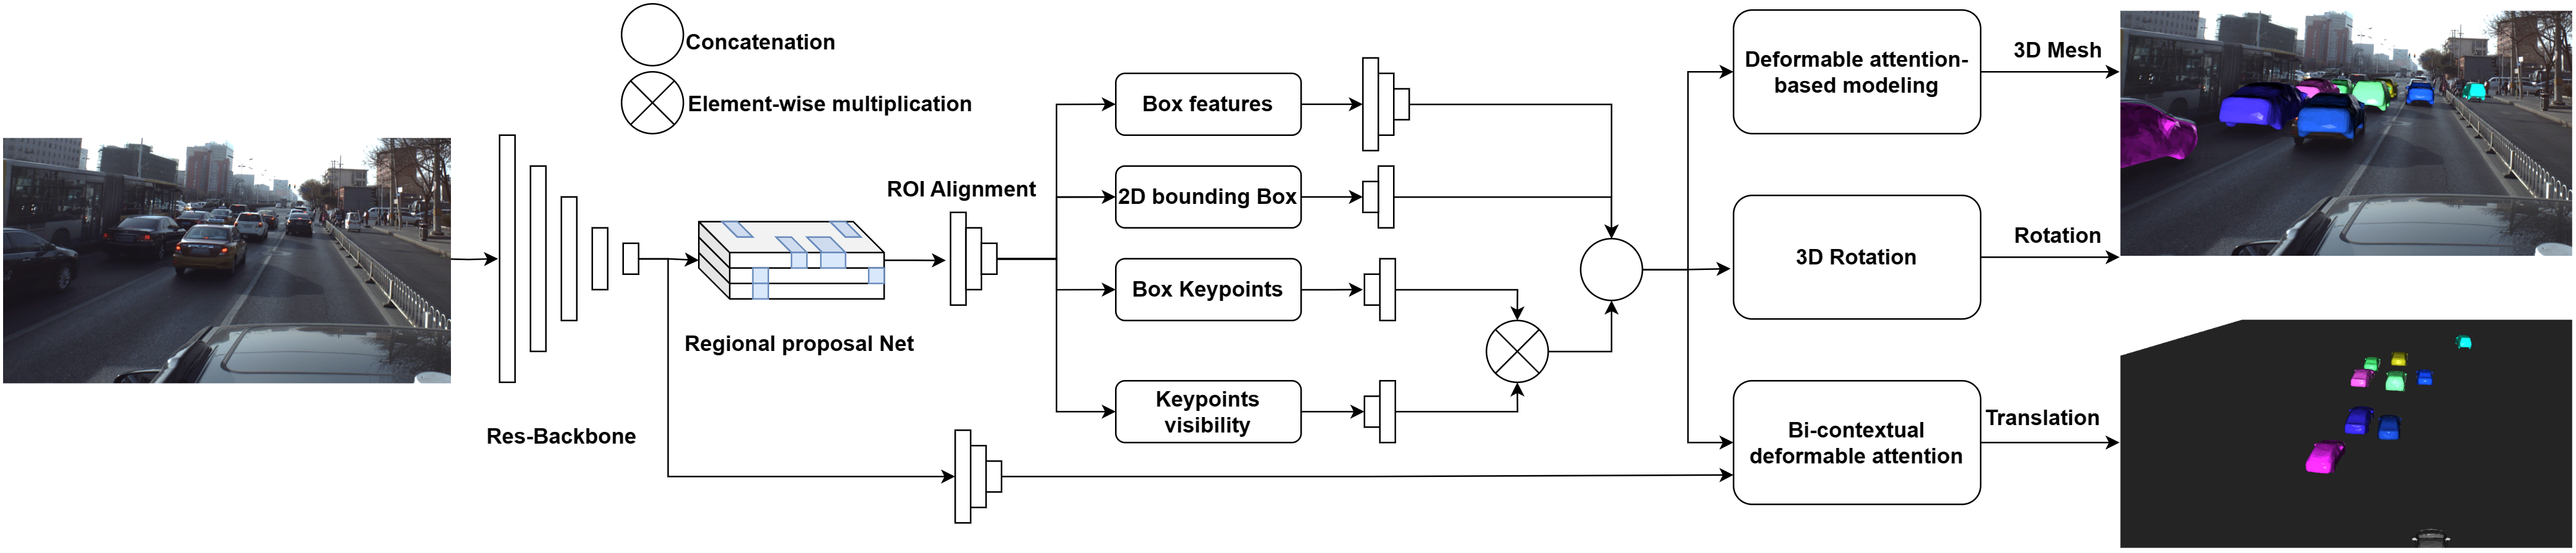 Concatenation
Element-wise multiplication
Res-Backbone
Regional proposal Net
ROI Alignment
Box features
2D bounding Box
Box Keypoints
Keypoints
visibility
Deformable attention-
based modeling
3D Rotation
Bi-contextual
deformable attention
3D Mesh
Rotation
Translation